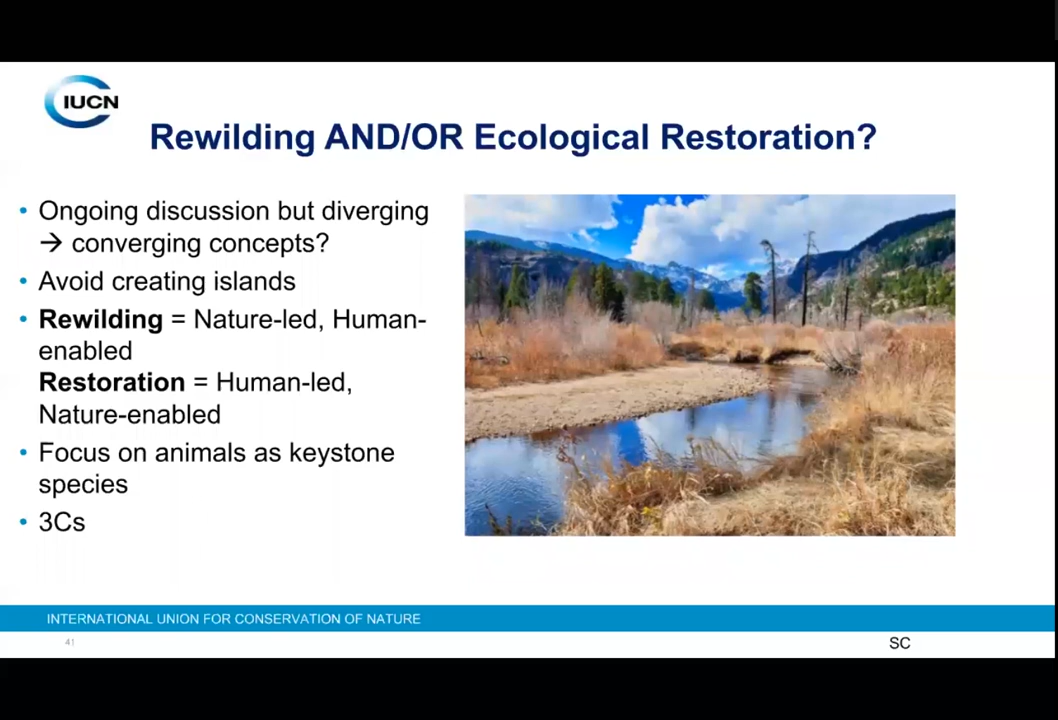 IUCN
Rewilding AND/OR Ecological Restoration?
• Ongoing discussion but diverging
→ converging concepts?
• Avoid creating islands
• Rewilding = Nature-led, Human-
enabled
Restoration = Human-led,
Nature-enabled
• Focus on animals as keystone
species
• 3Cs
INTERNATIONAL UNION FOR CONSERVATION OF NATURE
41
SC